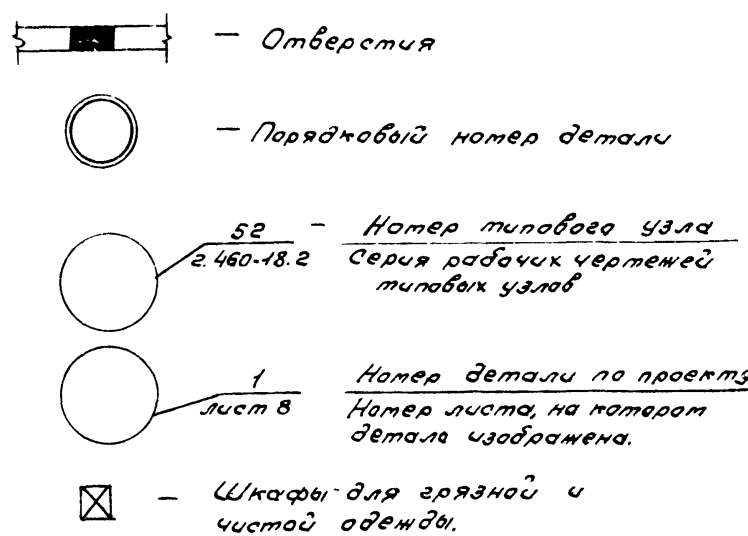 — Отверстия
— Порядковый номер детали
52 — Номер типового узла
2.460-18.2 Серия рабочих чертежей
типовых узлов
1 Номер детали по проекту
лист 8 Номер листа, на котором
деталь изображена.
— Шкафы для грязной и
чистой одежды.